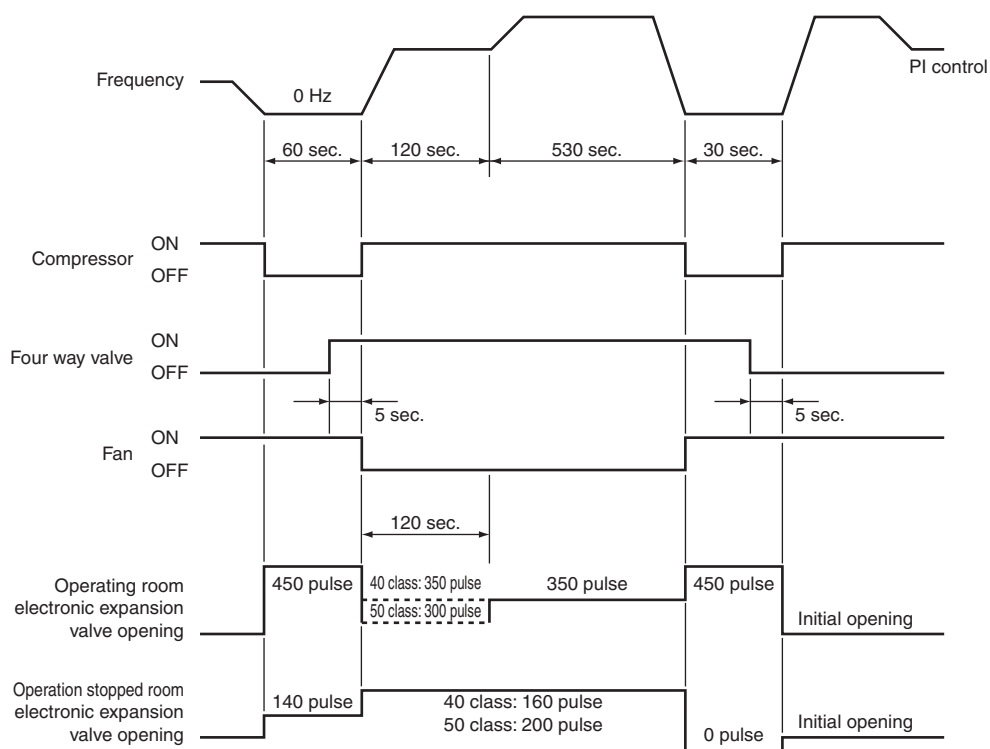 Frequency
0 Hz
PI control
60 sec.
120 sec.
530 sec.
30 sec.
Compressor
ON
OFF
Four way valve
ON
OFF
5 sec.
5 sec.
Fan
ON
OFF
120 sec.
Operating room
electronic expansion
valve opening
450 pulse
40 class: 350 pulse
50 class: 300 pulse
350 pulse
450 pulse
Initial opening
Operation stopped room
electronic expansion
valve opening
140 pulse
40 class: 160 pulse
50 class: 200 pulse
0 pulse
Initial opening